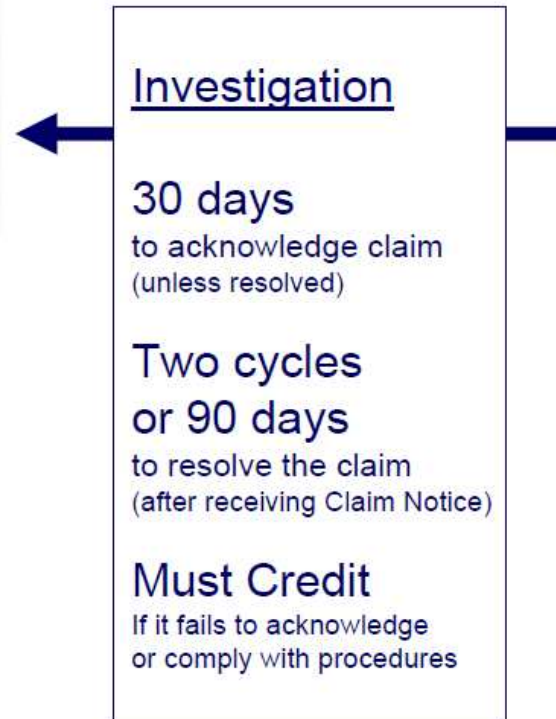 Investigation
30 days
to acknowledge claim
(unless resolved)
Two cycles
or 90 days
to resolve the claim
(after receiving Claim Notice)
Must Credit
If it fails to acknowledge
or comply with procedures